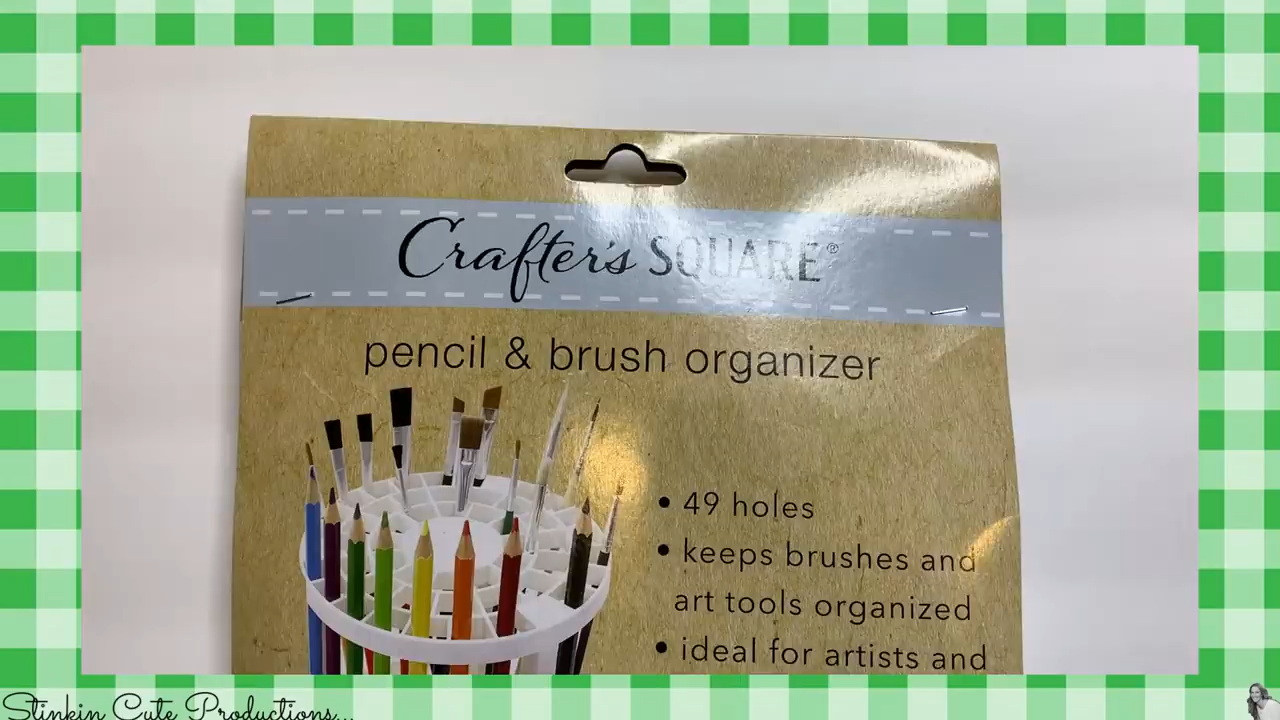 Crafter's SQUARE®
pencil & brush organizer
• 49 holes
• keeps brushes and
art tools organized
• ideal for artists and
Stinkin Cute Productions...